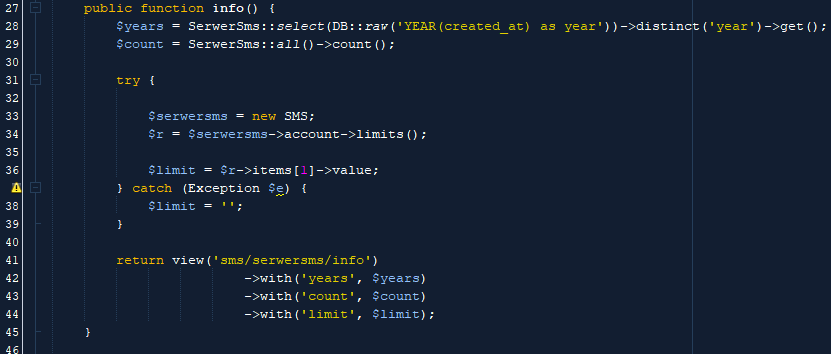 27 public function info() {
28 $years = SerwerSms::select(DB::raw('YEAR(created_at) as year'))->distinct('year')->get();
29 $count = SerwerSms::all()->count();
30
31 try {
32
33 $serwersms = new SMS;
34 $r = $serwersms->account->limits();
35
36 $limit = $r->items[1]->value;
} catch (Exception $e) {
38 $limit = '';
39 }
40
41 return view('sms/serwersms/info')
42 ->with('years', $years)
43 ->with('count', $count)
44 ->with('limit', $limit);
45 }
46